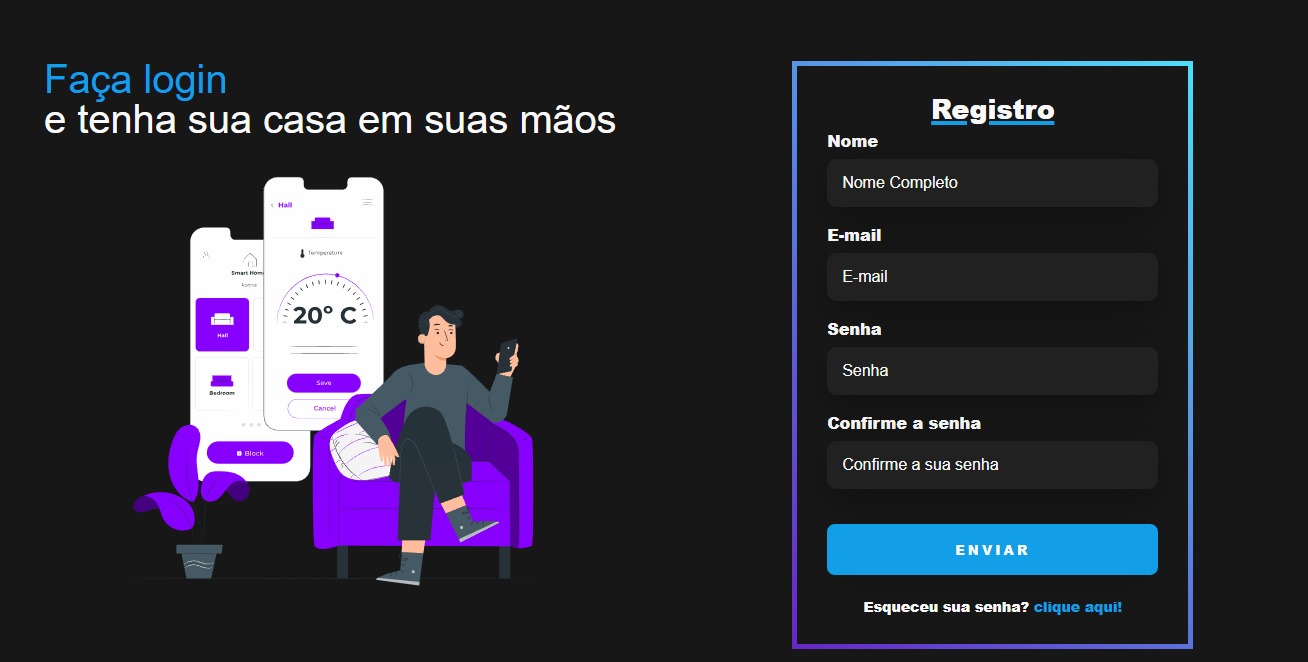 Faça login
e tenha sua casa em suas mãos
Hall
Temperature
20° C
Save
Cancel
Smart Home
Hall
Bedroom
Block
Registro
Nome
Nome Completo
E-mail
E-mail
Senha
Senha
Confirme a senha
Confirme a sua senha
ENVIAR
Esqueceu sua senha? clique aqui!